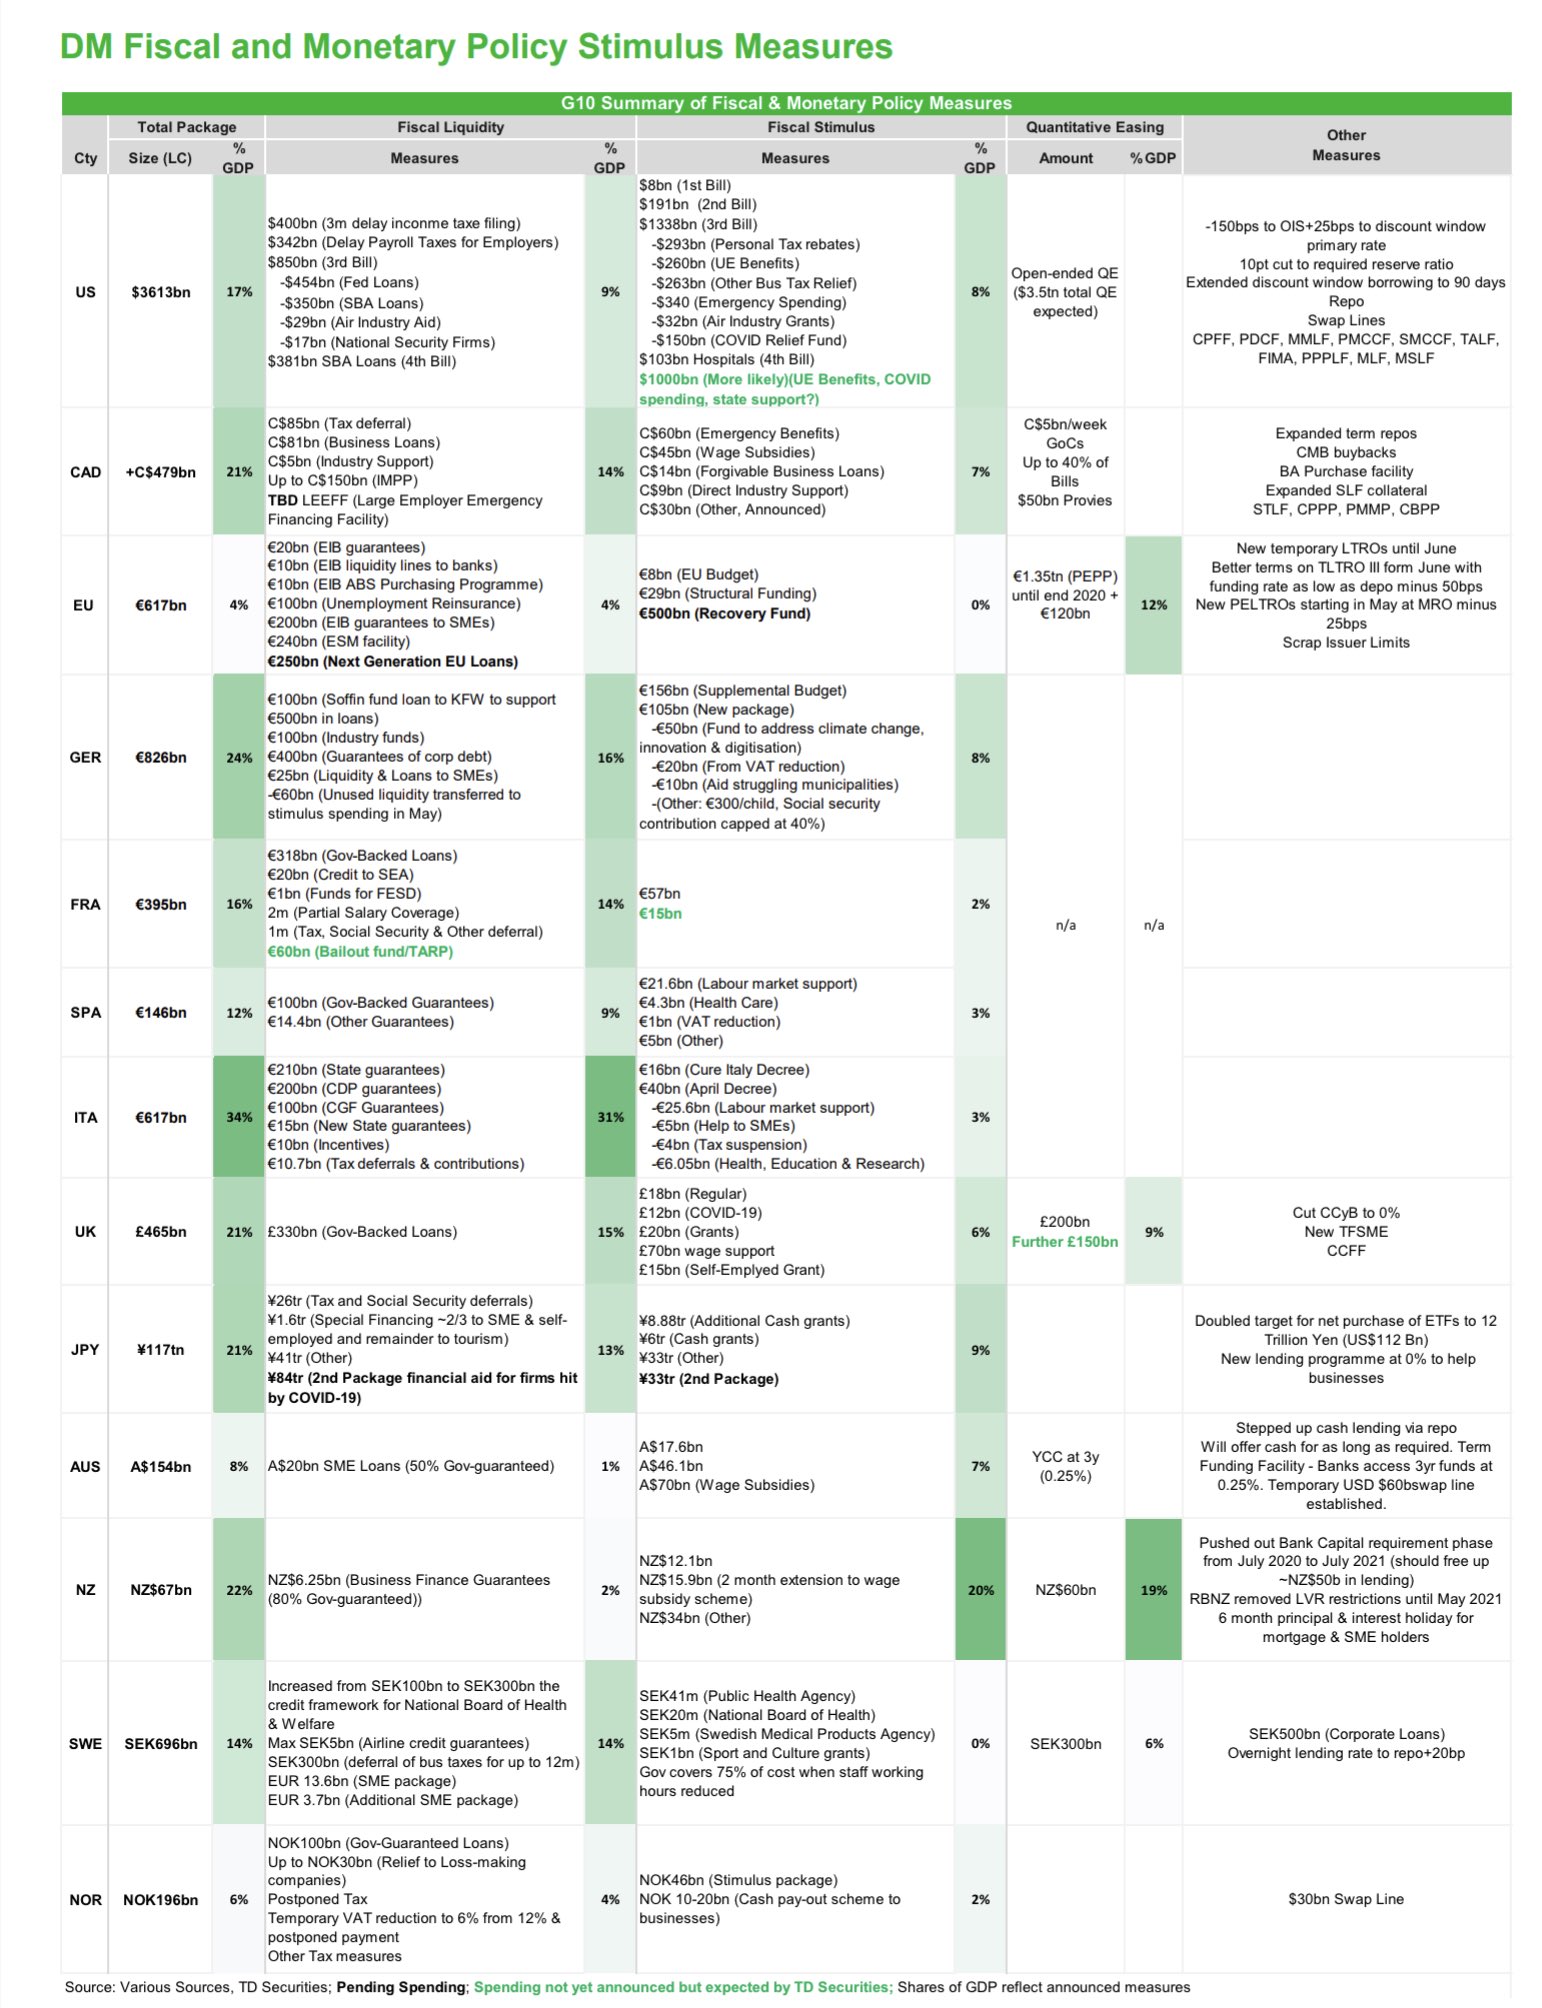 DM Fiscal and Monetary Policy Stimulus Measures
G10 Summary of Fiscal & Monetary Policy Measures
Total Package
Fiscal Liquidity
Fiscal Stimulus
Quantitative Easing
Other
Measures
Cty
Size (LC)
%
GDP
Measures
%
GDP
Measures
%
GDP
Amount
%GDP
US
$3613bn
17%
$400bn (3m delay inconme taxe filing)
$342bn (Delay Payroll Taxes for Employers)
$850bn (3rd Bill)
-$454bn (Fed Loans)
-$350bn (SBA Loans)
-$29bn (Air Industry Aid)
-$17bn (National Security Firms)
$381bn SBA Loans (4th Bill)
9%
$8bn (1st Bill)
$191bn (2nd Bill)
$1338bn (3rd Bill)
-$293bn (Personal Tax rebates)
-$260bn (UE Benefits)
-$263bn (Other Bus Tax Relief)
-$340 (Emergency Spending)
-$32bn (Air Industry Grants)
-$150bn (COVID Relief Fund)
$103bn Hospitals (4th Bill)
$1000bn (More likely)(UE Benefits, COVID
spending, state support?)
8%
Open-ended QE
($3.5tn total QE
expected)
-150bps to OIS+25bps to discount window
primary rate
10pt cut to required reserve ratio
Extended discount window borrowing to 90 days
Repo
Swap Lines
CPFF, PDCF, MMLF, PMCCF, SMCCF, TALF,
FIMA, PPPLF, MLF, MSLF
CAD
+C$479bn
21%
C$85bn (Tax deferral)
C$81bn (Business Loans)
C$5bn (Industry Support)
Up to C$150bn (IMPP)
TBD LEEFF (Large Employer Emergency
Financing Facility)
14%
C$60bn (Emergency Benefits)
C$45bn (Wage Subsidies)
C$14bn (Forgivable Business Loans)
C$9bn (Direct Industry Support)
C$30bn (Other, Announced)
7%
C$5bn/week
GoCs
Up to 40% of
Bills
$50bn Provies
Expanded term repos
CMB buybacks
BA Purchase facility
Expanded SLF collateral
STLF, CPPP, PMMP, CBPP
EU
€617bn
4%
€20bn (EIB guarantees)
€10bn (EIB liquidity lines to banks)
€10bn (EIB ABS Purchasing Programme)
€100bn (Unemployment Reinsurance)
€200bn (EIB guarantees to SMEs)
€240bn (ESM facility)
€250bn (Next Generation EU Loans)
4%
€8bn (EU Budget)
€29bn (Structural Funding)
€500bn (Recovery Fund)
0%
€1.35tn (PEPP)
until end 2020 +
€120bn
12%
New temporary LTROs until June
Better terms on TLTRO III form June with
funding rate as low as depo minus 50bps
New PELTROs starting in May at MRO minus
25bps
Scrap Issuer Limits
GER
€826bn
24%
€100bn (Soffin fund loan to KFW to support
€500bn in loans)
€100bn (Industry funds)
€400bn (Guarantees of corp debt)
€25bn (Liquidity & Loans to SMEs)
-€60bn (Unused liquidity transferred to
stimulus spending in May)
16%
€156bn (Supplemental Budget)
€105bn (New package)
-€50bn (Fund to address climate change,
innovation & digitisation)
-€20bn (From VAT reduction)
-€10bn (Aid struggling municipalities)
-(Other: €300/child, Social security
contribution capped at 40%)
8%
FRA
€395bn
16%
€318bn (Gov-Backed Loans)
€20bn (Credit to SEA)
€1bn (Funds for FESD)
2m (Partial Salary Coverage)
1m (Tax, Social Security & Other deferral)
€60bn (Bailout fund/TARP)
14%
€57bn
€15bn
2%
n/a
n/a
SPA
€146bn
12%
€100bn (Gov-Backed Guarantees)
€14.4bn (Other Guarantees)
9%
€21.6bn (Labour market support)
€4.3bn (Health Care)
€1bn (VAT reduction)
€5bn (Other)
3%
ITA
€617bn
34%
€210bn (State guarantees)
€200bn (CDP guarantees)
€100bn (CGF Guarantees)
€15bn (New State guarantees)
€10bn (Incentives)
€10.7bn (Tax deferrals & contributions)
31%
€16bn (Cure Italy Decree)
€40bn (April Decree)
-€25.6bn (Labour market support)
-€5bn (Help to SMEs)
-€4bn (Tax suspension)
-€6.05bn (Health, Education & Research)
3%
UK
£465bn
21%
£330bn (Gov-Backed Loans)
15%
£18bn (Regular)
£12bn (COVID-19)
£20bn (Grants)
£70bn wage support
£15bn (Self-Emplyed Grant)
6%
£200bn
Further £150bn
9%
Cut CCyB to 0%
New TFSME
CCFF
JPY
¥117tn
21%
¥26tr (Tax and Social Security deferrals)
¥1.6tr (Special Financing ~2/3 to SME & self-
employed and remainder to tourism)
¥41tr (Other)
¥84tr (2nd Package financial aid for firms hit
by COVID-19)
13%
¥8.88tr (Additional Cash grants)
¥6tr (Cash grants)
¥33tr (Other)
¥33tr (2nd Package)
9%
Doubled target for net purchase of ETFs to 12
Trillion Yen (US$112 Bn)
New lending programme at 0% to help
businesses
AUS
A$154bn
8%
A$20bn SME Loans (50% Gov-guaranteed)
1%
A$17.6bn
A$46.1bn
A$70bn (Wage Subsidies)
7%
YCC at 3y
(0.25%)
Stepped up cash lending via repo
Will offer cash for as long as required. Term
Funding Facility - Banks access 3yr funds at
0.25%. Temporary USD $60bswap line
established.
NZ
NZ$67bn
22%
NZ$6.25bn (Business Finance Guarantees
(80% Gov-guaranteed))
2%
NZ$12.1bn
NZ$15.9bn (2 month extension to wage
subsidy scheme)
NZ$34bn (Other)
20%
NZ$60bn
19%
Pushed out Bank Capital requirement phase
from July 2020 to July 2021 (should free up
~NZ$50b in lending)
RBNZ removed LVR restrictions until May 2021
6 month principal & interest holiday for
mortgage & SME holders
SWE
SEK696bn
14%
Increased from SEK100bn to SEK300bn the
credit framework for National Board of Health
& Welfare
Max SEK5bn (Airline credit guarantees)
SEK300bn (deferral of bus taxes for up to 12m)
EUR 13.6bn (SME package)
EUR 3.7bn (Additional SME package)
14%
SEK41m (Public Health Agency)
SEK20m (National Board of Health)
SEK5m (Swedish Medical Products Agency)
SEK1bn (Sport and Culture grants)
Gov covers 75% of cost when staff working
hours reduced
0%
SEK300bn
6%
SEK500bn (Corporate Loans)
Overnight lending rate to repo+20bp
NOR
NOK196bn
6%
NOK100bn (Gov-Guaranteed Loans)
Up to NOK30bn (Relief to Loss-making
companies)
Postponed Tax
Temporary VAT reduction to 6% from 12% &
postponed payment
Other Tax measures
4%
NOK46bn (Stimulus package)
NOK 10-20bn (Cash pay-out scheme to
businesses)
2%
$30bn Swap Line
Source: Various Sources, TD Securities; Pending Spending; Spending not yet announced but expected by TD Securities; Shares of GDP reflect announced measures